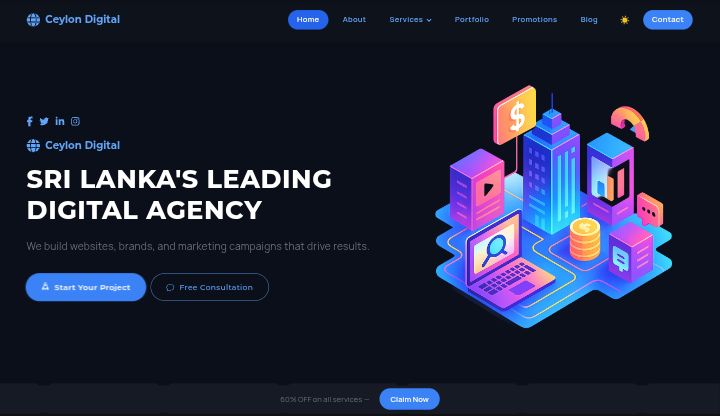 Ceylon Digital
Home About Services Portfolio Promotions Blog Contact
Ceylon Digital
SRI LANKA'S LEADING
DIGITAL AGENCY
We build websites, brands, and marketing campaigns that drive results.
Start Your Project Free Consultation
$
60% OFF on all services — Claim Now